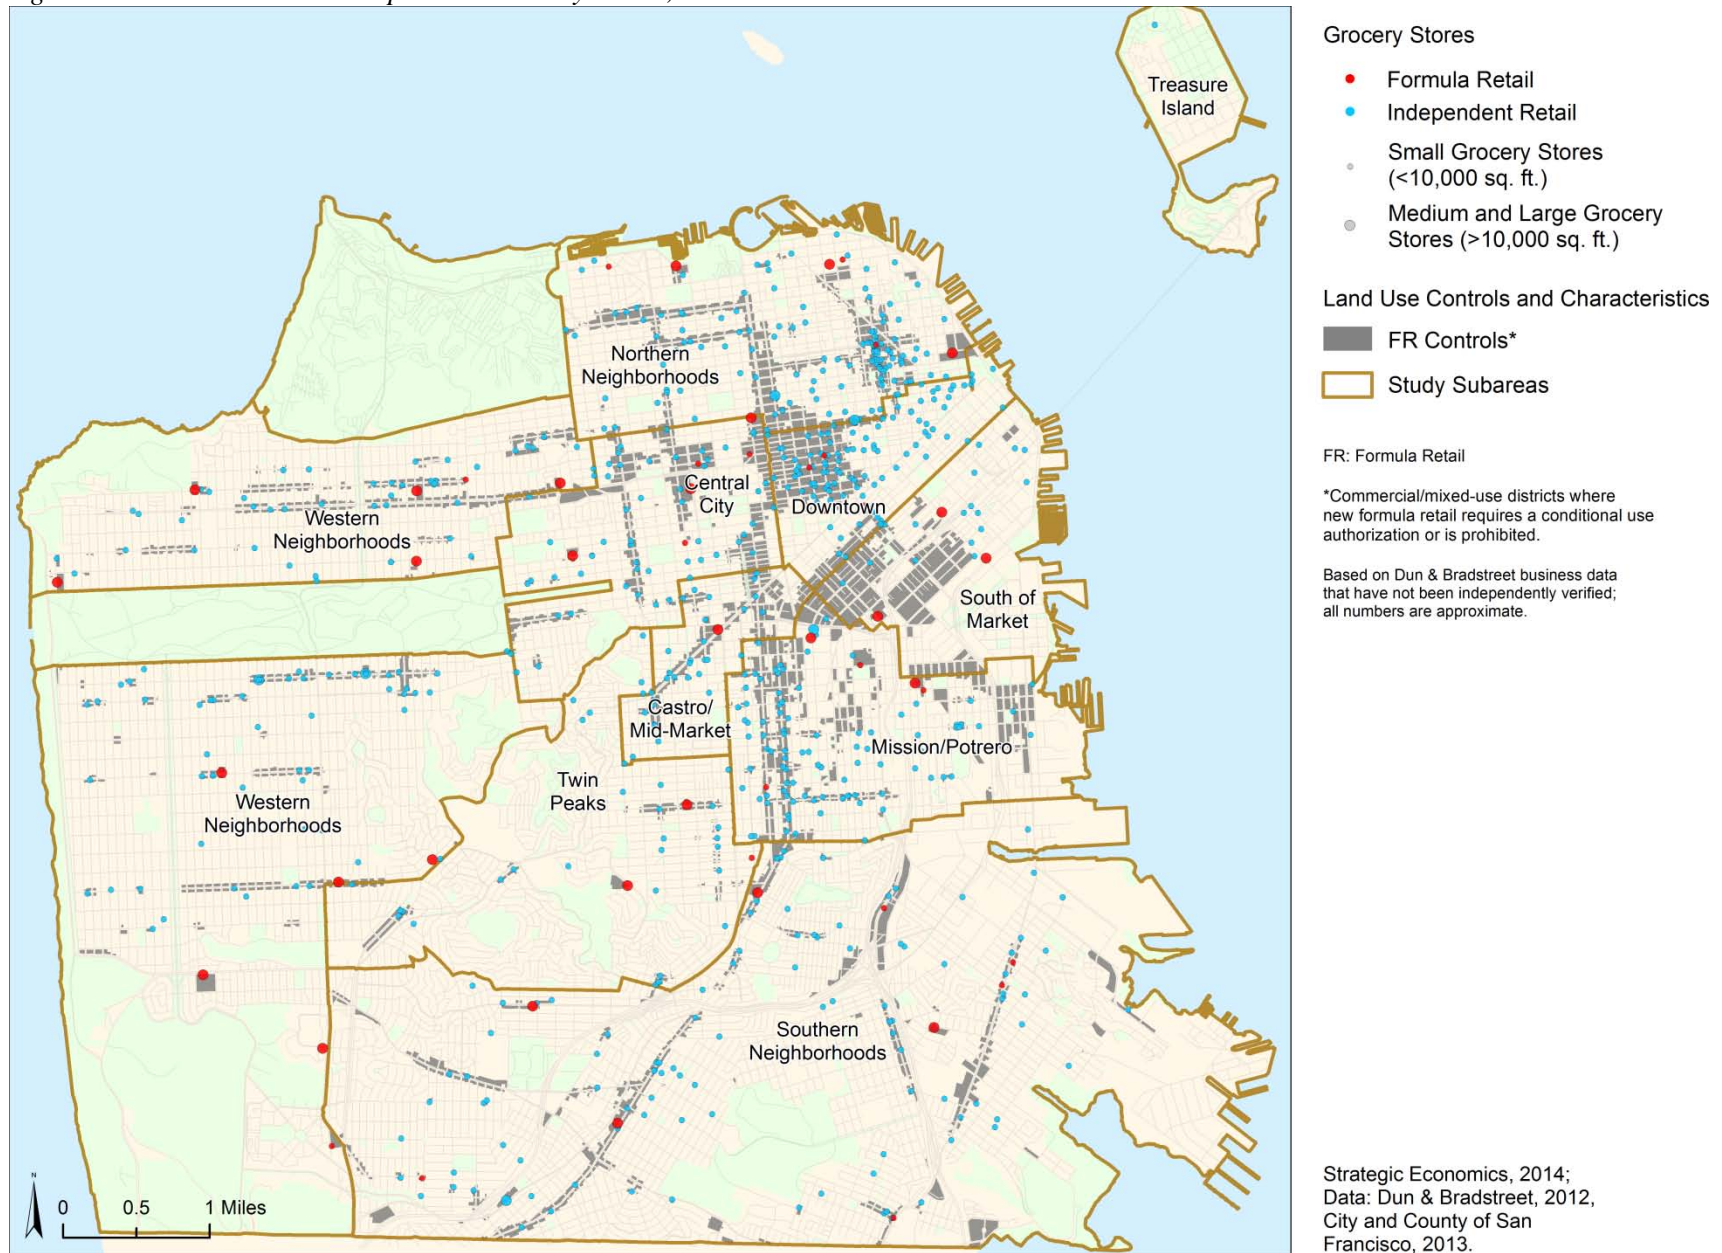 Grocery Stores
Formula Retail
Independent Retail
Small Grocery Stores
(<10,000 sq. ft.)
Medium and Large Grocery
Stores (>10,000 sq. ft.)
Land Use Controls and Characteristics
FR Controls*
Study Subareas
FR: Formula Retail
*Commercial/mixed-use districts where
new formula retail requires a conditional use
authorization or is prohibited.
Based on Dun & Bradstreet business data
that have not been independently verified;
all numbers are approximate.
Strategic Economics, 2014;
Data: Dun & Bradstreet, 2012,
City and County of San
Francisco, 2013.
Treasure
Island
Northern
Neighborhoods
Central
City
Downtown
Western
Neighborhoods
South of
Market
Castro/
Mid-Market
Mission/Potrero
Twin
Peaks
Western
Neighborhoods
Southern
Neighborhoods
N
0 0.5 1 Miles